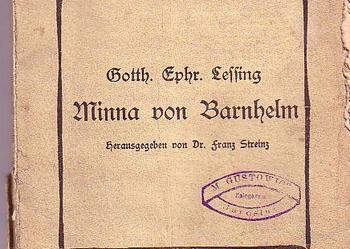 Gotth. Ephr. Lessing
Minna von Barnhelm
Herausgegeben von Dr. Franz Streinz
M. GUSTOWICZ